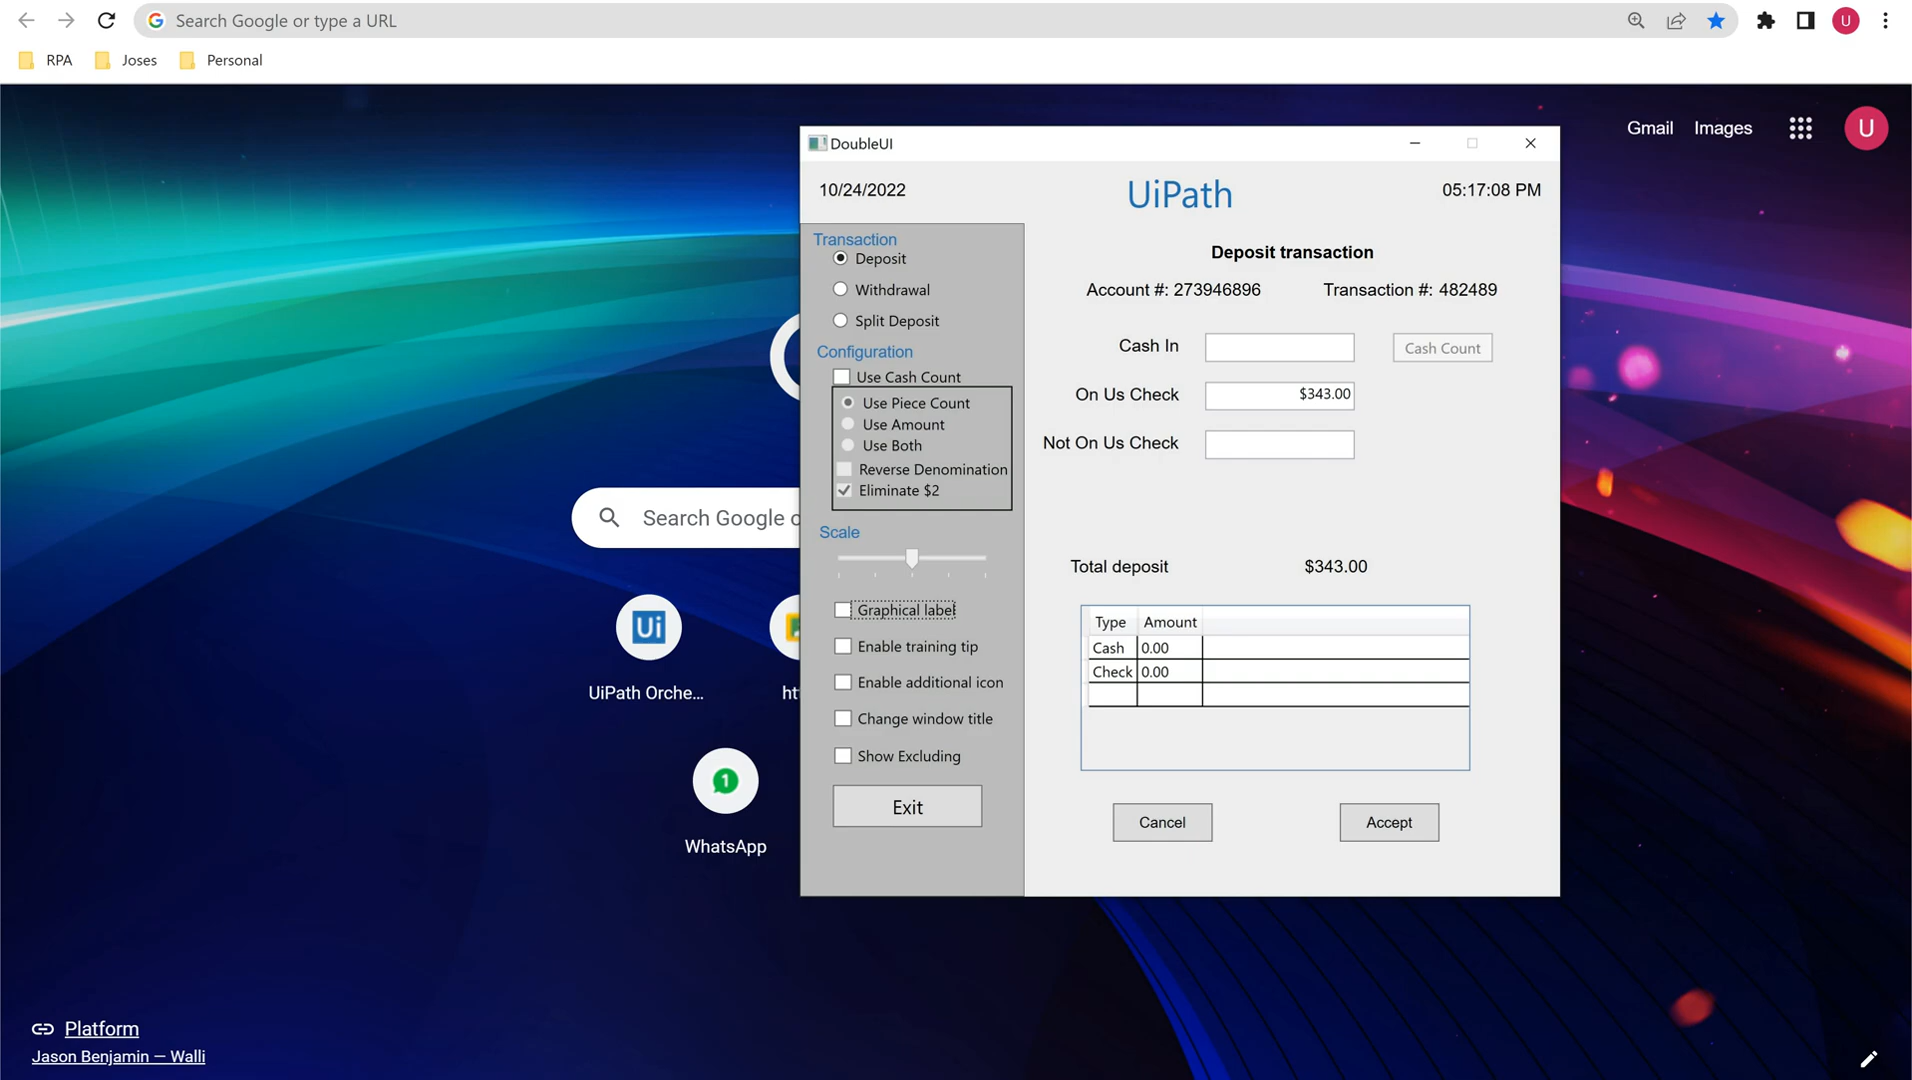 Search Google or type a URL
U
RPA
Joses
Personal
Gmail
Images
U
DoubleUI
10/24/2022
UiPath
05:17:08 PM
Transaction
Deposit
Withdrawal
Split Deposit
Configuration
Use Cash Count
Use Piece Count
Use Amount
Use Both
Reverse Denomination
Eliminate $2
Scale
Graphical label
Enable training tip
Enable additional icon
Change window title
Show Excluding
Exit
Deposit transaction
Account #: 273946896
Transaction #: 482489
Cash In
Cash Count
On Us Check
$343.00
Not On Us Check
Total deposit
$343.00
Type Amount
Cash 0.00
Check 0.00
Cancel
Accept
Search Google
Ui
UiPath Orche...
1
WhatsApp
Platform
Jason Benjamin — Walli